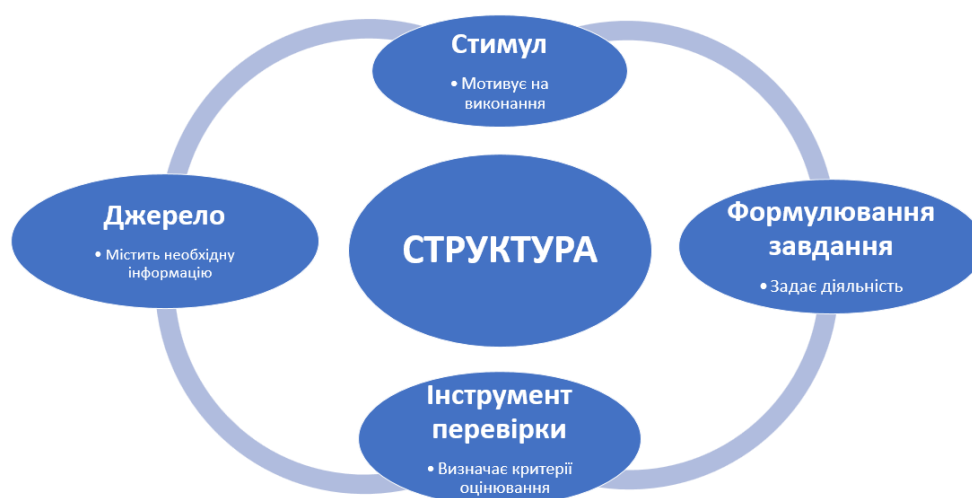 Стимул
• Мотивує на
виконання
Джерело
• Містить необхідну
інформацію
СТРУКТУРА
Формулювання
завдання
• Задає діяльність
Інструмент
перевірки
• Визначає критерії
оцінювання